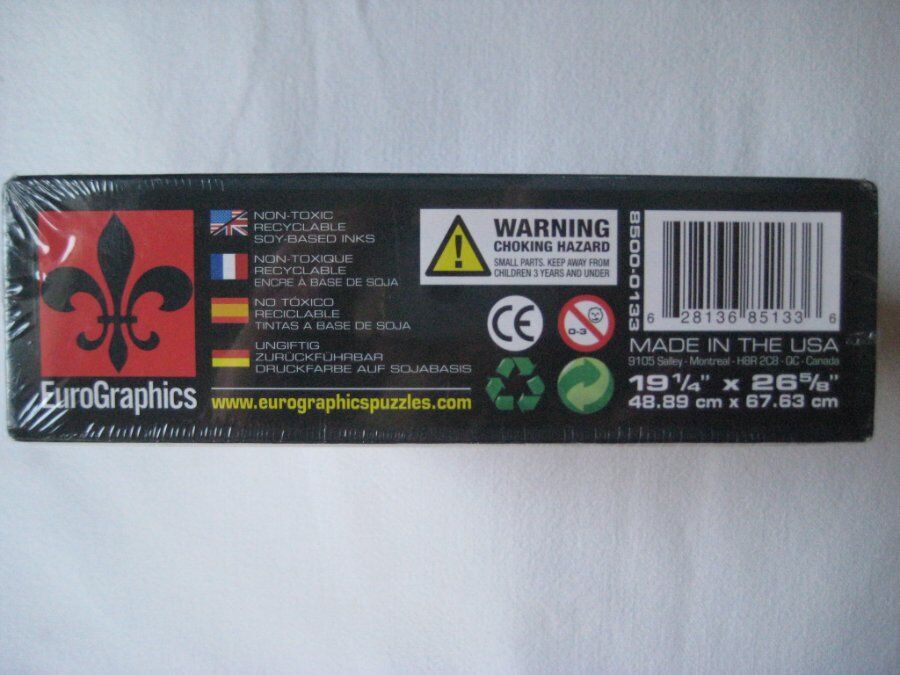 EuroGraphics
NON-TOXIC
RECYCLABLE
SOY-BASED INKS
NON-TOXIQUE
RECYCLABLE
ENCRE A BASE DE SOJA
NO TÓXICO
RECICLABLE
TINTAS A BASE DE SOJA
UNGIFTIG
ZURÜCKFÜHRBAR
DRUCKFARBE AUF SOJABASIS
www.eurographicspuzzles.com
WARNING
CHOKING HAZARD
SMALL PARTS. KEEP AWAY FROM
CHILDREN 3 YEARS AND UNDER
CE
0-3
8500-0133
6 28136 85133 6
MADE IN THE USA
9105 Salley - Montreal - H8R 2C8 - QC - Canada
19 1/4" x 26 5/8"
48.89 cm x 67.63 cm